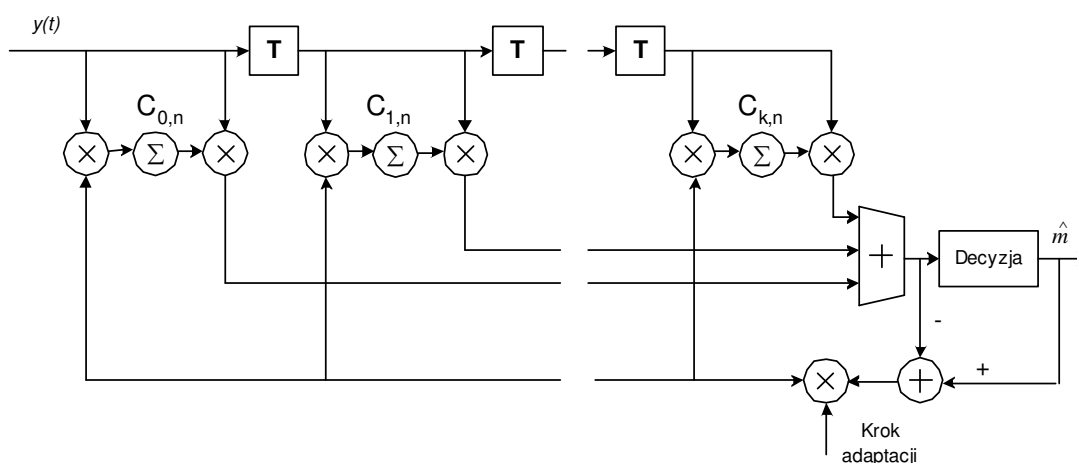 y(t)
T
T
T
C0,n
C1,n
Ck,n
× Σ × × Σ × × Σ ×
+
Decyzja
m̂
-
+
×
+
Krok
adaptacji